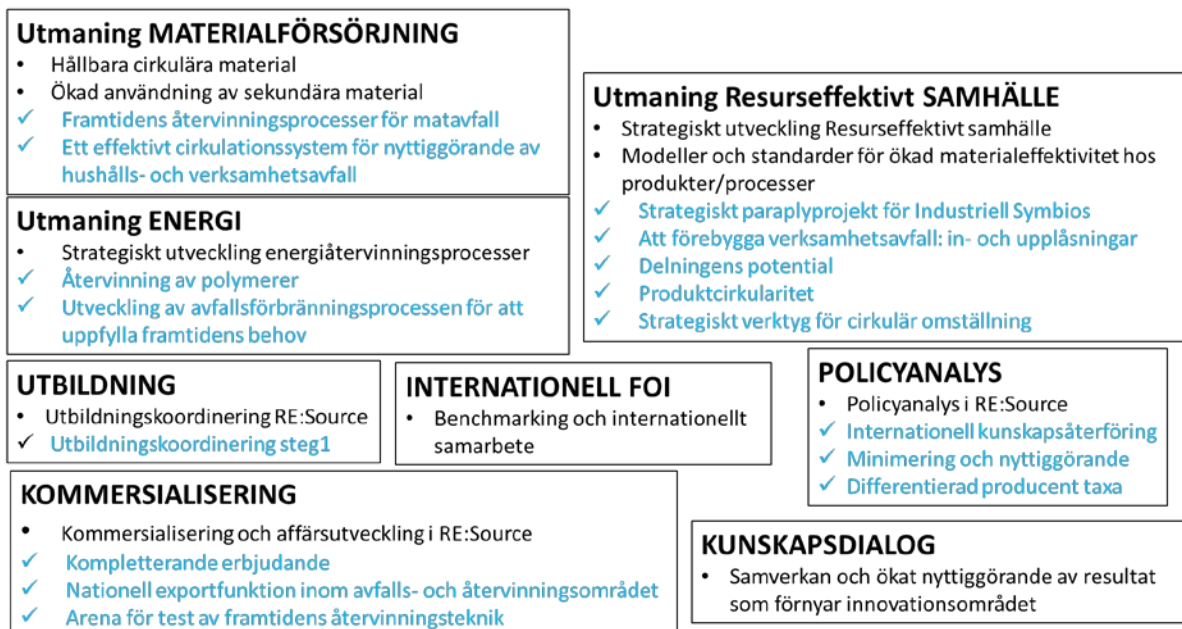 Utmaning MATERIALFÖRSÖRJNING
• Hållbara cirkulära material
• Ökad användning av sekundära material
✓ Framtidens återvinningsprocesser för matavfall
✓ Ett effektivt cirkulationssystem för nyttiggörande av
hushålls- och verksamhetsavfall
Utmaning Resurseffektivt SAMHÄLLE
• Strategiskt utveckling Resurseffektivt samhälle
• Modeller och standarder för ökad materialeffektivitet hos
produkter/processer
✓ Strategiskt paraplyprojekt för Industriell Symbios
✓ Att förebygga verksamhetsavfall: in- och upplåsningar
✓ Delningens potential
✓ Produktcirkularitet
✓ Strategiskt verktyg för cirkulär omställning
Utmaning ENERGI
• Strategiskt utveckling energiåtervinningsprocesser
✓ Återvinning av polymerer
✓ Utveckling av avfallsförbränningsprocessen för att
uppfylla framtidens behov
UTBILDNING
• Utbildningskoordinering RE:Source
✓ Utbildningskoordinering steg1
INTERNATIONELL FOI
• Benchmarking och internationellt
samarbete
POLICYANALYS
• Policyanalys i RE:Source
✓ Internationell kunskapsåterföring
✓ Minimering och nyttiggörande
✓ Differentierad producent taxa
KOMMERSIALISERING
• Kommersialisering och affärsutveckling i RE:Source
✓ Kompletterande erbjudande
✓ Nationell exportfunktion inom avfalls- och återvinningsområdet
✓ Arena för test av framtidens återvinningsteknik
KUNSKAPSDIALOG
• Samverkan och ökat nyttiggörande av resultat
som förnyar innovationsområdet